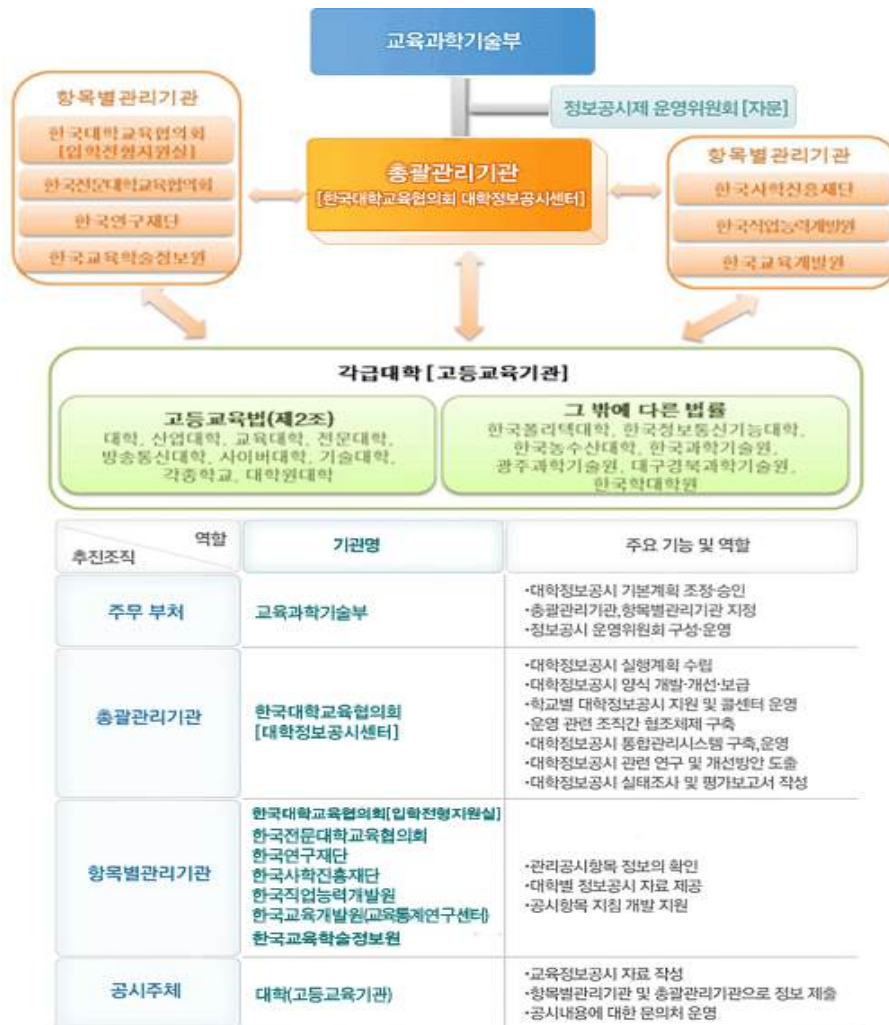 교육과학기술부
정보공시제 운영위원회 [자문]
항목별관리기관
한국대학교육협의회
[입학전형지원실]
한국전문대학교육협의회
한국연구재단
한국교육학술정보원
총괄관리기관
[한국대학교육협의회 대학정보공시센터]
항목별관리기관
한국사학진흥재단
한국직업능력개발원
한국교육개발원
각급대학 [고등교육기관]
고등교육법(제2조)
대학, 산업대학, 교육대학, 전문대학,
방송통신대학, 사이버대학, 기술대학,
각종학교, 대학원대학
그 밖에 다른 법률
한국폴리텍대학, 한국정보통신기능대학,
한국농수산대학, 한국과학기술원,
광주과학기술원, 대구경북과학기술원,
한국학대학원
역할
추진조직
기관명
주요 기능 및 역할
주무 부처
교육과학기술부
•대학정보공시 기본계획 조정·승인
•총괄관리기관,항목별관리기관 지정
•정보공시 운영위원회 구성·운영
총괄관리기관
한국대학교육협의회
[대학정보공시센터]
•대학정보공시 실행계획 수립
•대학정보공시 양식 개발·개선·보급
•학교별 대학정보공시 지원 및 콜센터 운영
•운영 관련 조직간 협조체제 구축
•대학정보공시 통합관리시스템 구축,운영
•대학정보공시 관련 연구 및 개선방안 도출
•대학정보공시 실태조사 및 평가보고서 작성
항목별관리기관
한국대학교육협의회[입학전형지원실]
한국전문대학교육협의회
한국연구재단
한국사학진흥재단
한국직업능력개발원
한국교육개발원(교육통계연구센터)
한국교육학술정보원
•관리공시항목 정보의 확인
•대학별 정보공시 자료 제공
•공시항목 지침 개발 지원
공시주체
대학(고등교육기관)
•교육정보공시 자료 작성
•항목별관리기관 및 총괄관리기관으로 정보 제출
•공시내용에 대한 문의처 운영